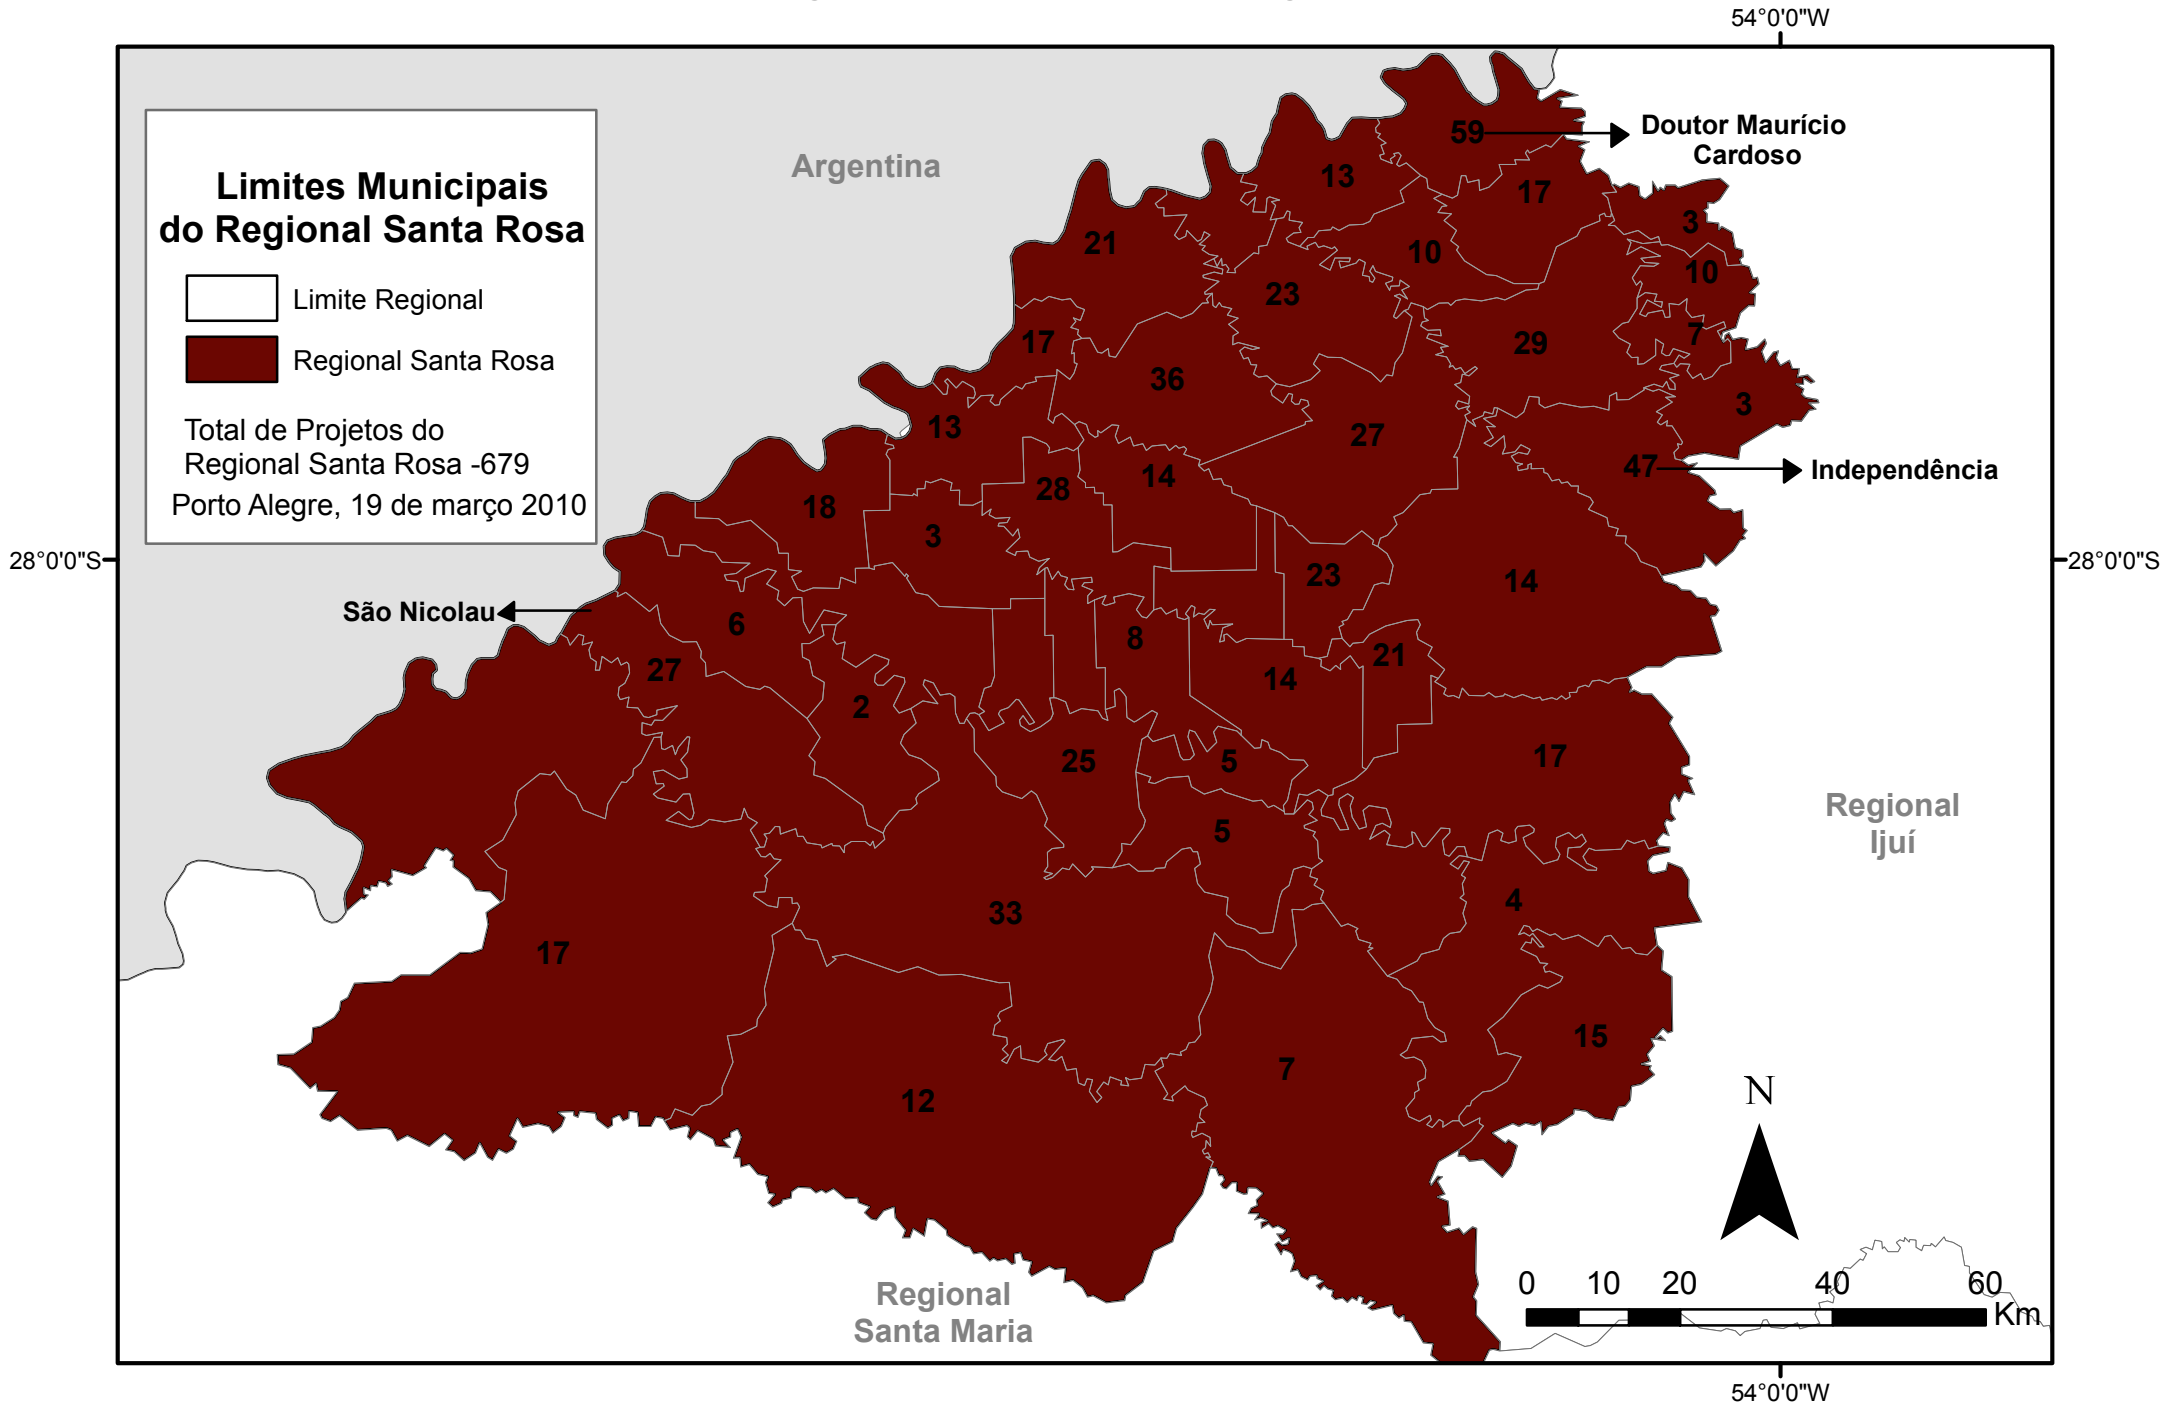 54°0'0"W
Limites Municipais
do Regional Santa Rosa
Limite Regional
Regional Santa Rosa
Total de Projetos do
Regional Santa Rosa -679
Porto Alegre, 19 de março 2010
Argentina
59
Doutor Maurício
Cardoso
13
17
3
21
10
10
23
17
7
29
36
3
13
27
47
Independência
14
28
18
3
28°0'0"S
28°0'0"S
23
14
São Nicolau
6
8
21
27
14
2
25
5
17
Regional
Ijuí
5
4
33
17
15
7
12
N
Regional
Santa Maria
0 10 20 40 60
Km
54°0'0"W